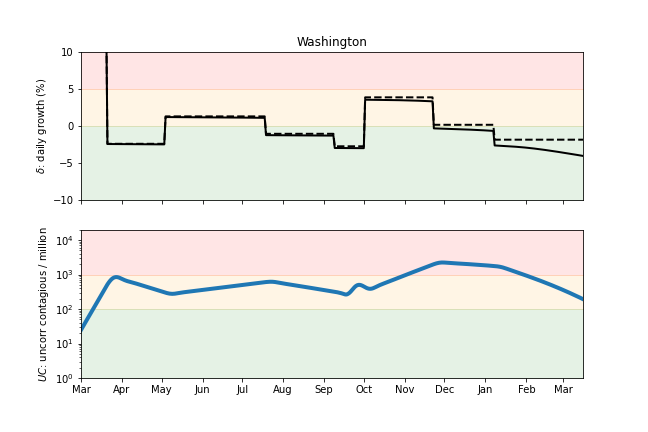 Washington
δ: daily growth (%)
10
5
0
−5
−10
UC: uncorr contagious / million
10⁴
10³
10²
10¹
10⁰
Mar Apr May Jun Jul Aug Sep Oct Nov Dec Jan Feb Mar